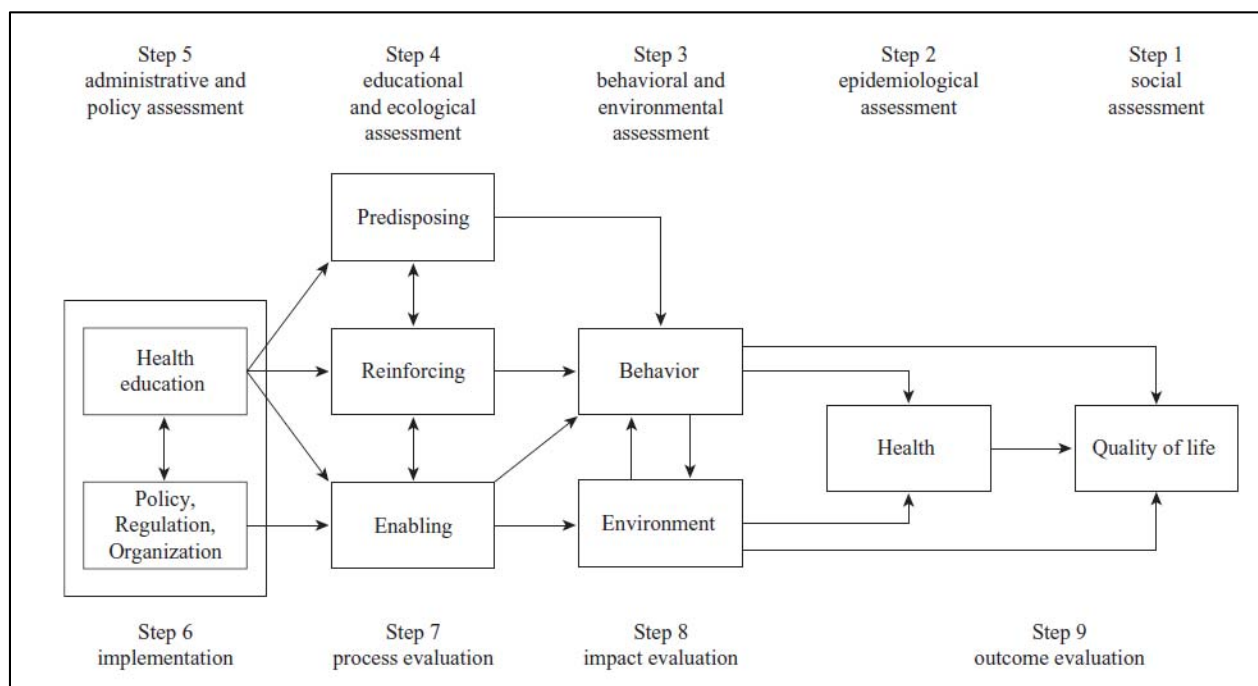 Step 5
administrative and
policy assessment
Step 4
educational
and ecological
assessment
Step 3
behavioral and
environmental
assessment
Step 2
epidemiological
assessment
Step 1
social
assessment
Predisposing
Health
education
Reinforcing
Behavior
Health
Quality of life
Policy,
Regulation,
Organization
Enabling
Environment
Step 6
implementation
Step 7
process evaluation
Step 8
impact evaluation
Step 9
outcome evaluation